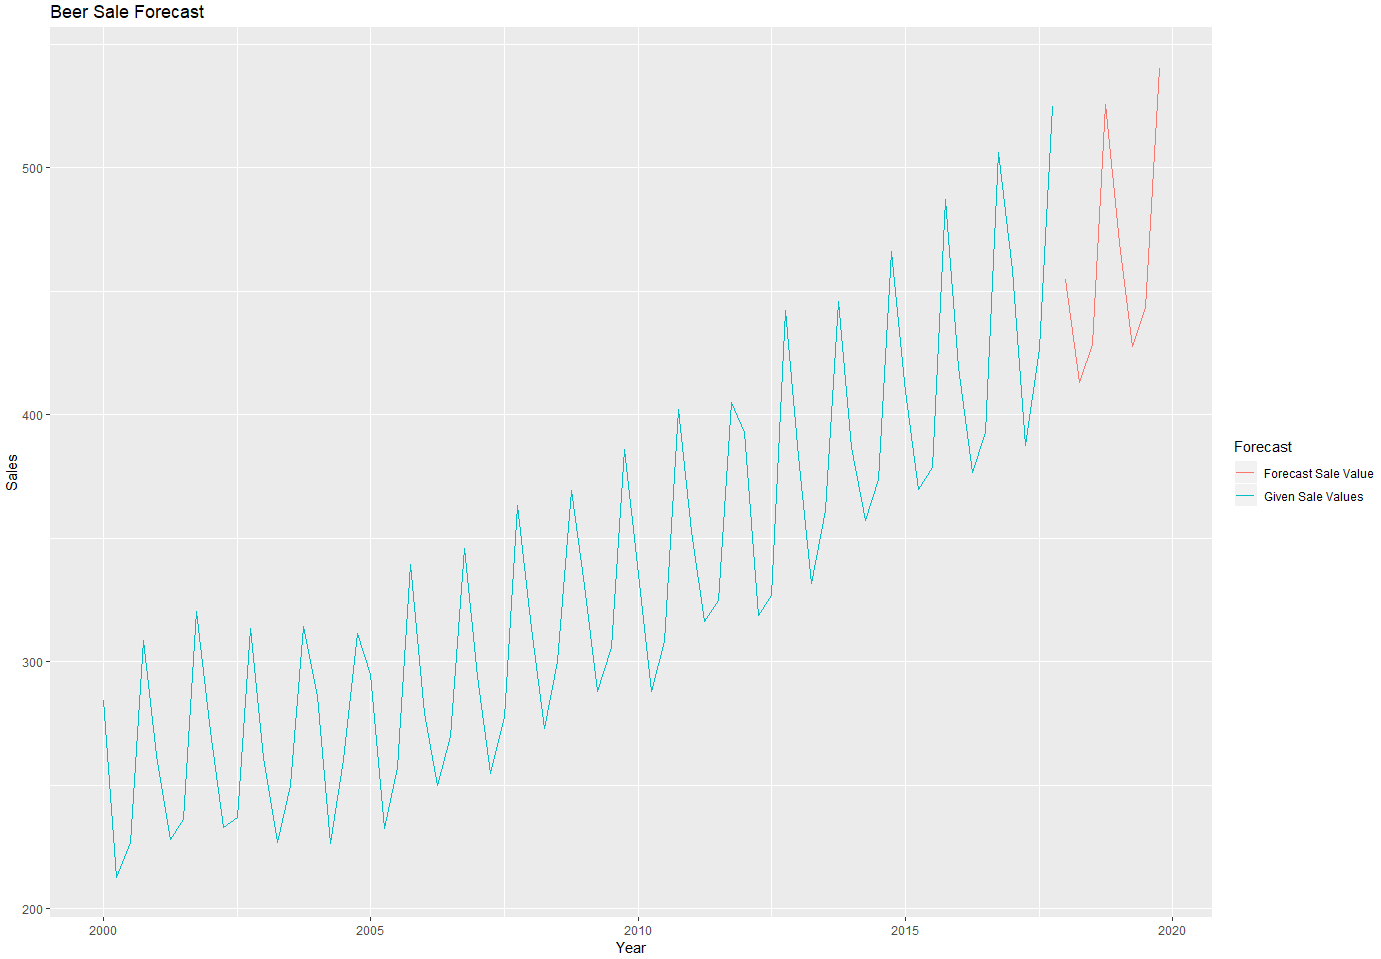 Beer Sale Forecast
500
400
300
200
Sales
2000
2005
2010
2015
2020
Year
Forecast
Forecast Sale Value
Given Sale Values